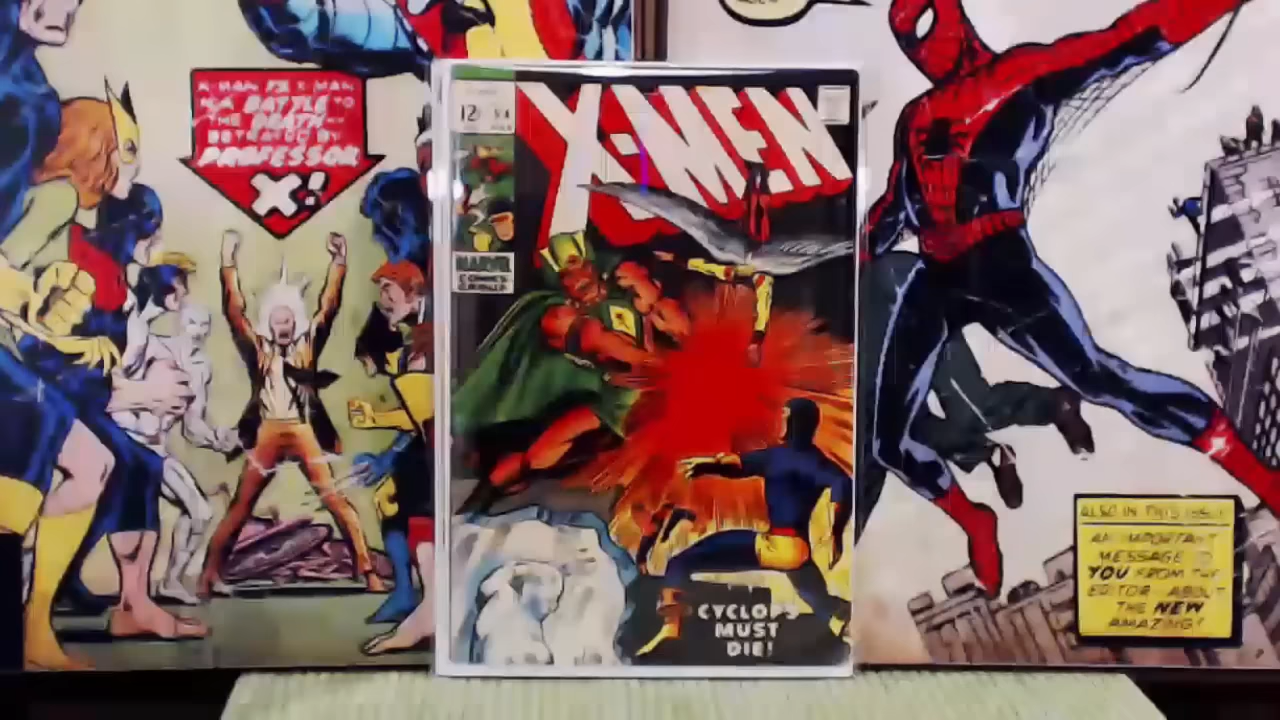 X-MAN VS X-MAN
IN A BATTLE TO
THE DEATH--
BETRAYED BY
PROFESSOR
X!
12¢ 54
X-MEN
MARVEL
COMICS
GROUP
CYCLOPS
MUST
DIE!
ALSO IN THIS ISSUE:
AN IMPORTANT
MESSAGE TO
YOU FROM THE
EDITOR--ABOUT
THE NEW
AMAZING!